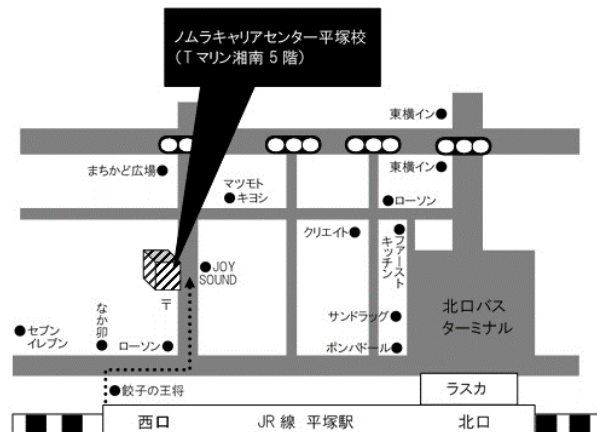 ノムラキャリアセンター平塚校
（Tマリン湘南5階）
東横イン
まちかど広場
東横イン
マツモト
キヨシ
ローソン
クリエイト
ファースト
キッチン
JOY
SOUND
〒
なか卯
セブン
イレブン
ローソン
サンドラッグ
ポンパドール
北口バス
ターミナル
餃子の王将
ラスカ
西口
JR線 平塚駅
北口